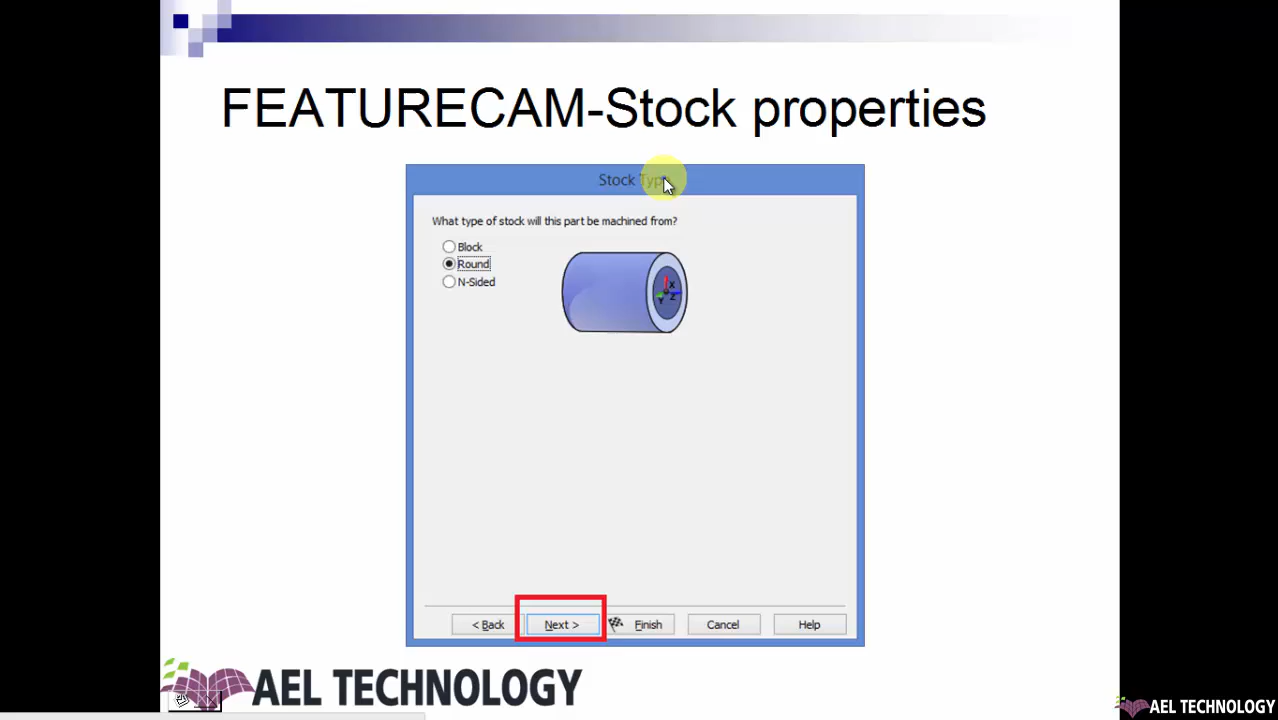 FEATURECAM-Stock properties
Stock Type
What type of stock will this part be machined from?
Block
Round
N-Sided
X
Y
Z
< Back
Next >
Finish
Cancel
Help
AEL TECHNOLOGY
AEL TECHNOLOGY